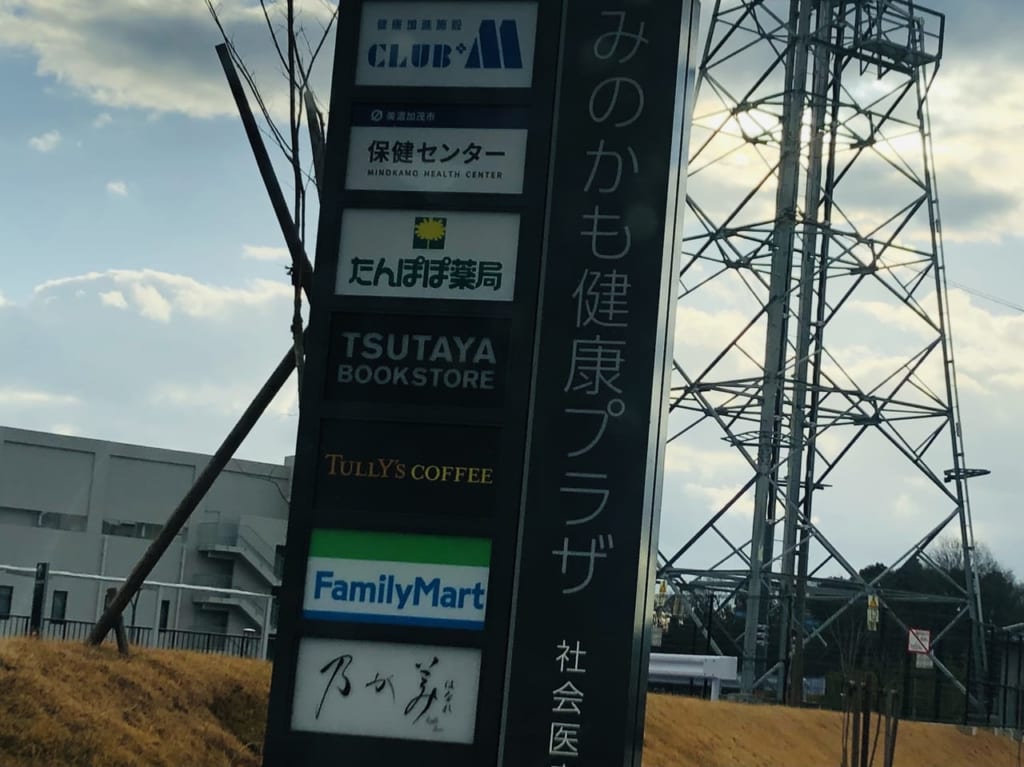 健康増進施設
CLUB M
美濃加茂市
保健センター
MINOKAMO HEALTH CENTER
たんぽぽ薬局
TSUTAYA
BOOKSTORE
TULLY'S COFFEE
FamilyMart
乃が美
はなれ
みのかも健康プラザ
社会医